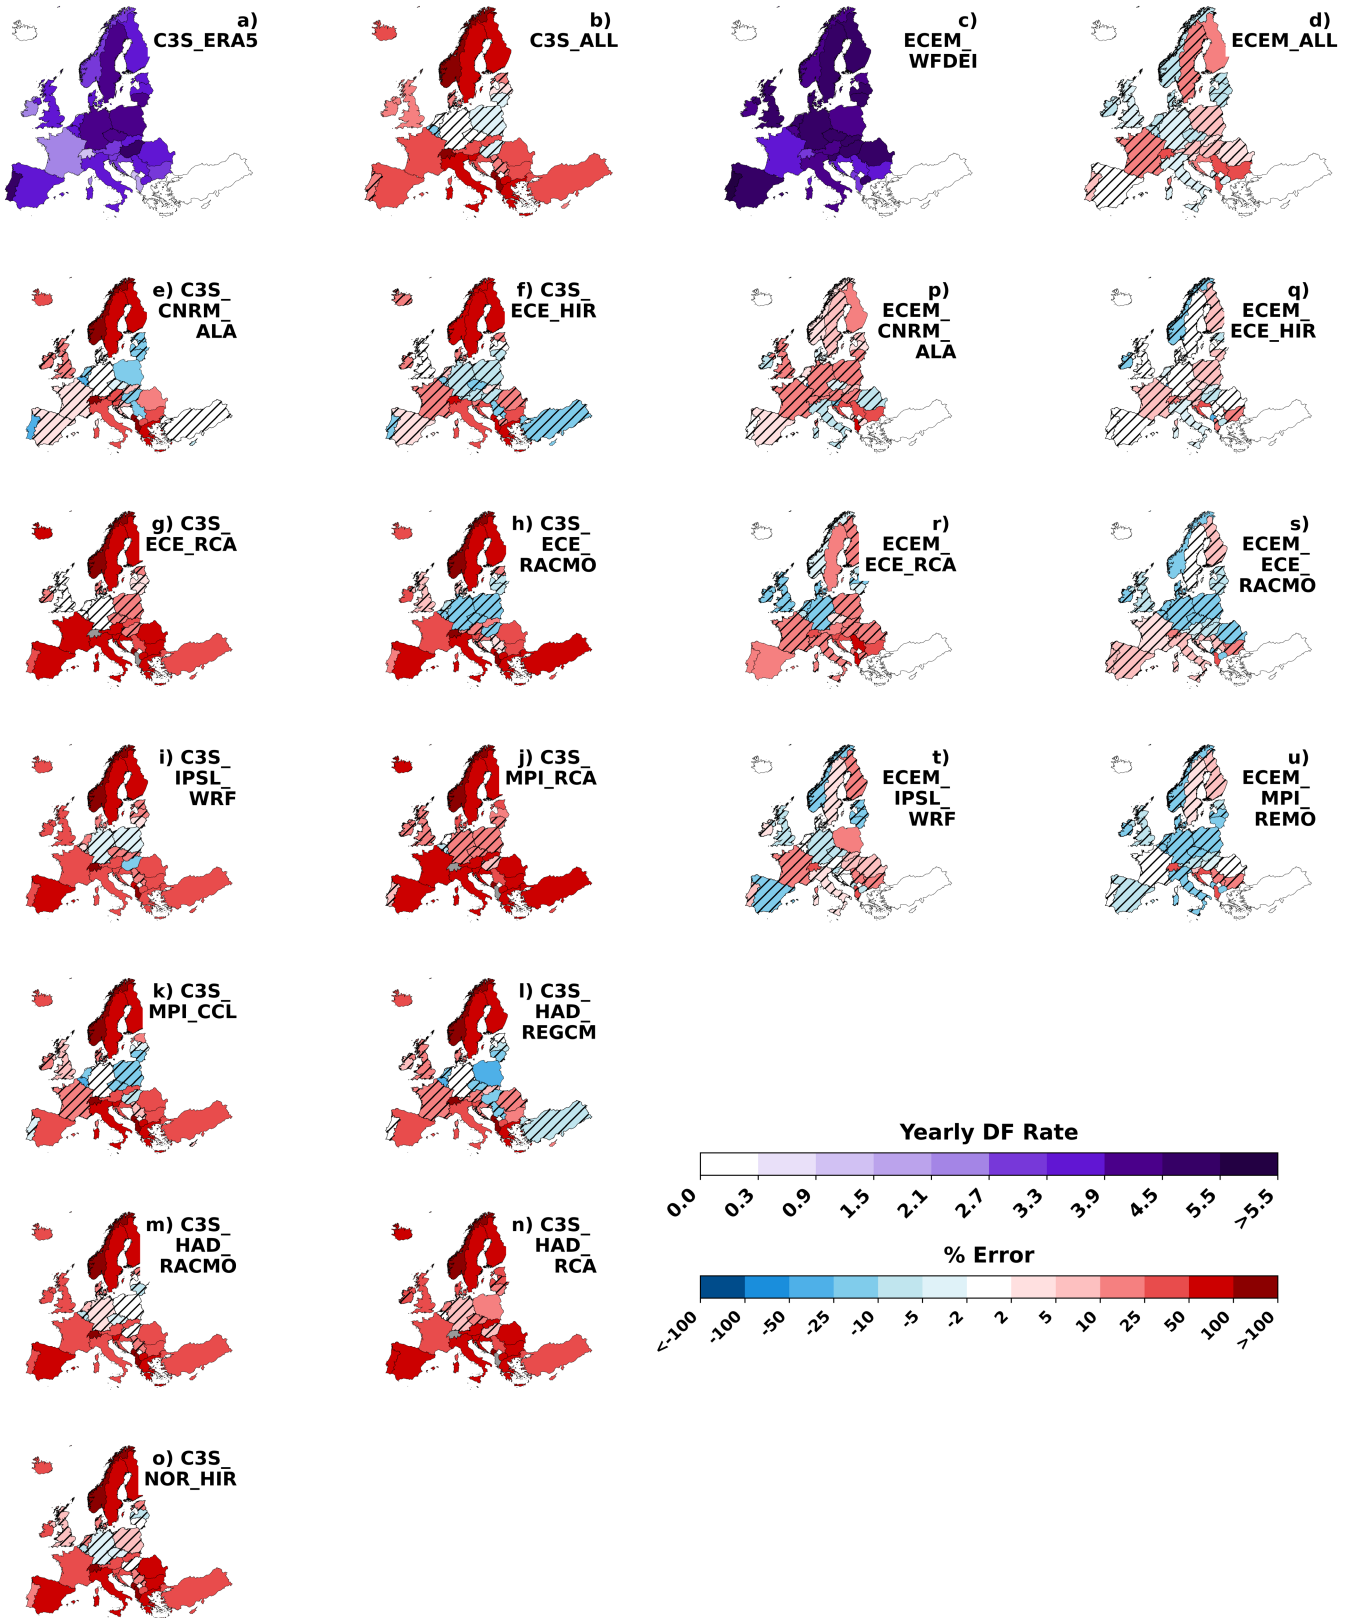 a)
C3S_ERA5
b)
C3S_ALL
c)
ECEM_
WFDEI
d)
ECEM_ALL
e) C3S_
CNRM_
ALA
f) C3S_
ECE_HIR
p)
ECEM_
CNRM_
ALA
q)
ECEM_
ECE_HIR
g) C3S_
ECE_RCA
h) C3S_
ECE_
RACMO
r)
ECEM_
ECE_RCA
s)
ECEM_
ECE_
RACMO
i) C3S_
IPSL_
WRF
j) C3S_
MPI_RCA
t)
ECEM_
IPSL_
WRF
u)
ECEM_
MPI_
REMO
k) C3S_
MPI_CCL
l) C3S_
HAD_
REGCM
Yearly DF Rate
0.0 0.3 0.9 1.5 2.1 2.7 3.3 3.9 4.5 5.5 >5.5
% Error
<-100 -100 -50 -25 -10 -5 -2 2 5 10 25 50 100 >100
m) C3S_
HAD_
RACMO
n) C3S_
HAD_
RCA
o) C3S_
NOR_HIR